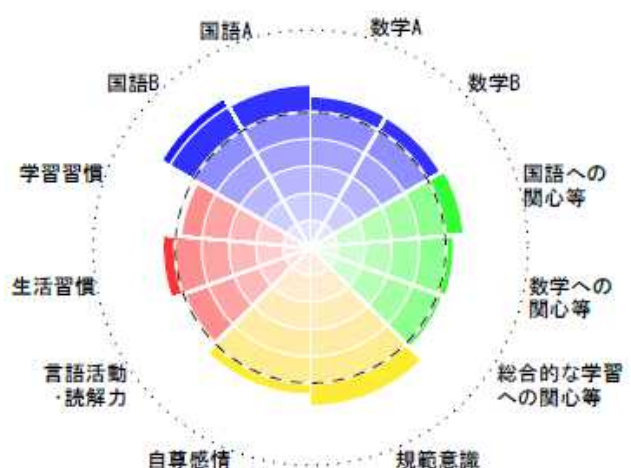 国語A
数学A
国語B
数学B
学習習慣
国語への
関心等
生活習慣
数学への
関心等
言語活動
・読解力
総合的な学習
への関心等
自尊感情
規範意識